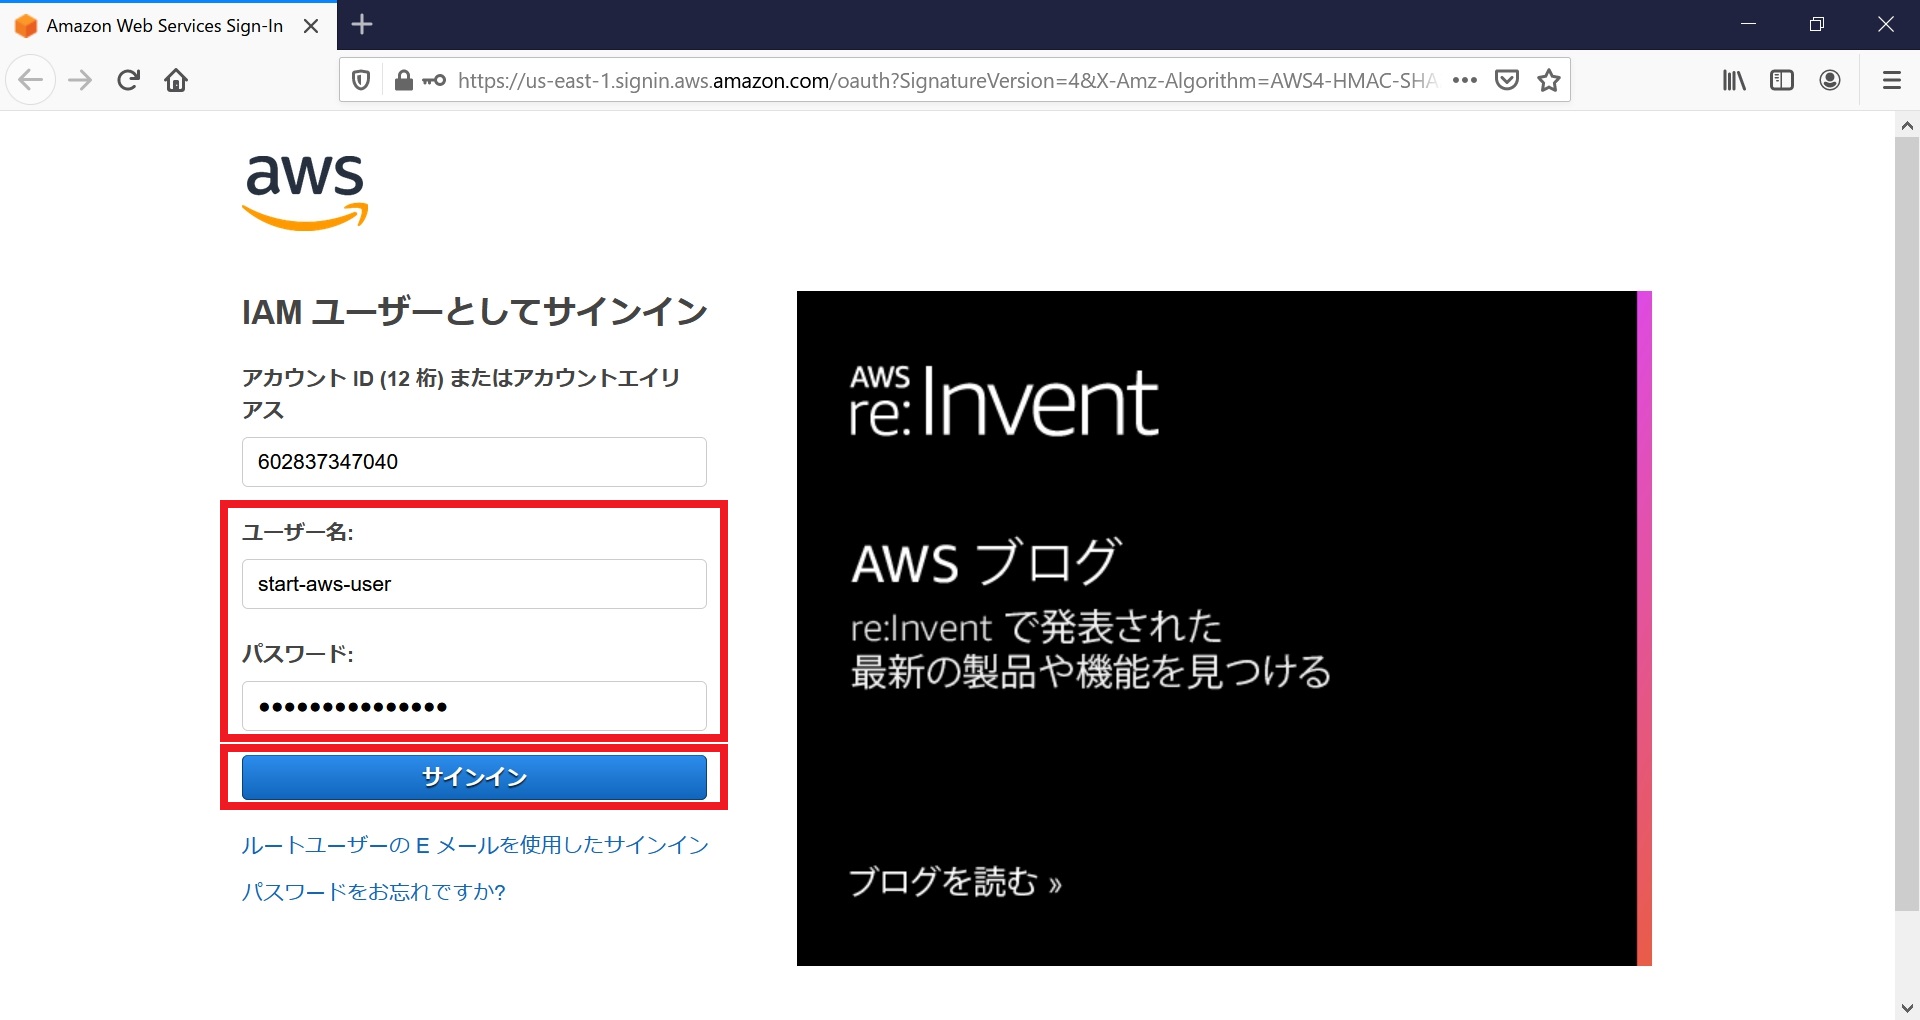 Amazon Web Services Sign-In
https://us-east-1.signin.aws.amazon.com/oauth?SignatureVersion=4&X-Amz-Algorithm=AWS4-HMAC-SHA
aws
IAM ユーザーとしてサインイン
アカウント ID (12 桁) またはアカウントエイリ
アス
602837347040
ユーザー名:
start-aws-user
パスワード:
•••••••••••••••
サインイン
ルートユーザーの E メールを使用したサインイン
パスワードをお忘れですか?
AWS
re:Invent
AWS ブログ
re:Invent で発表された
最新の製品や機能を見つける
ブログを読む »